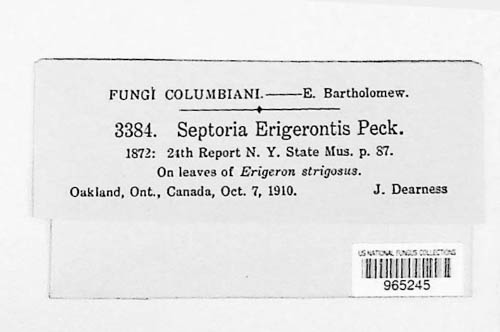 FUNGI COLUMBIANI.——E. Bartholomew.
3384. Septoria Erigerontis Peck.
1872: 24th Report N. Y. State Mus. p. 87.
On leaves of Erigeron strigosus.
Oakland, Ont., Canada, Oct. 7, 1910. J. Dearness
US NATIONAL FUNGUS COLLECTIONS
965245